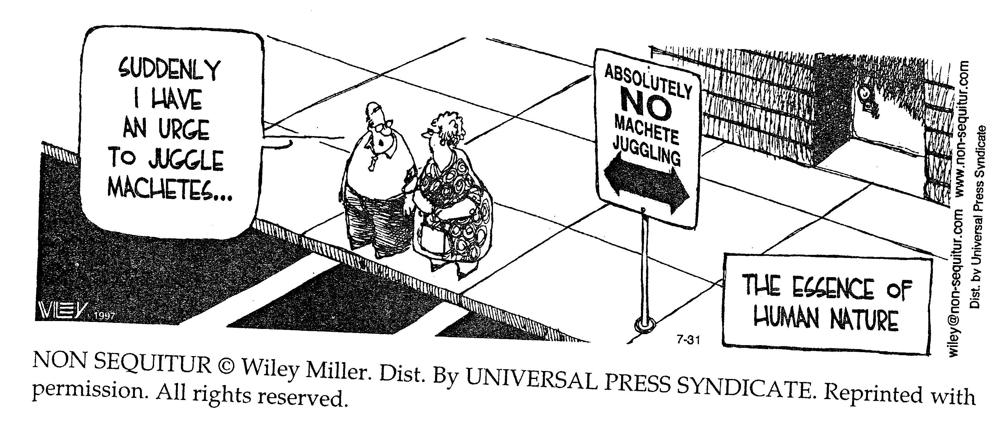 SUDDENLY
I HAVE
AN URGE
TO JUGGLE
MACHETES...
ABSOLUTELY
NO
MACHETE
JUGGLING
THE ESSENCE OF
HUMAN NATURE
WILEY 1997
7-31
wiley@non-sequitur.com www.non-sequitur.com
Dist. by Universal Press Syndicate
NON SEQUITUR © Wiley Miller. Dist. By UNIVERSAL PRESS SYNDICATE. Reprinted with
permission. All rights reserved.